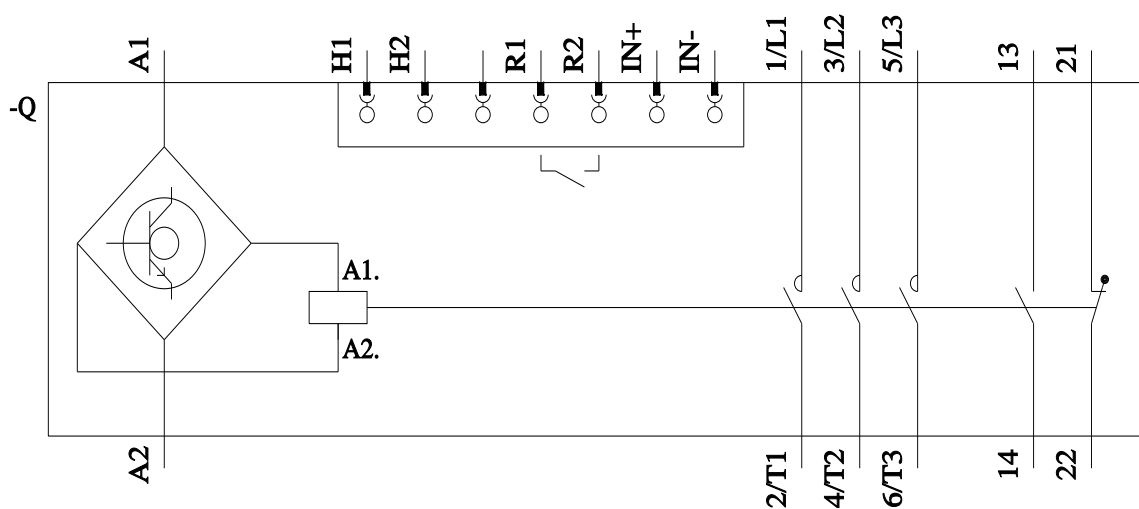 A1
H1
H2
R1
R2
IN+
IN-
1/L1
3/L2
5/L3
13
21
-Q
A1.
A2.
A2
2/T1
4/T2
6/T3
14
22